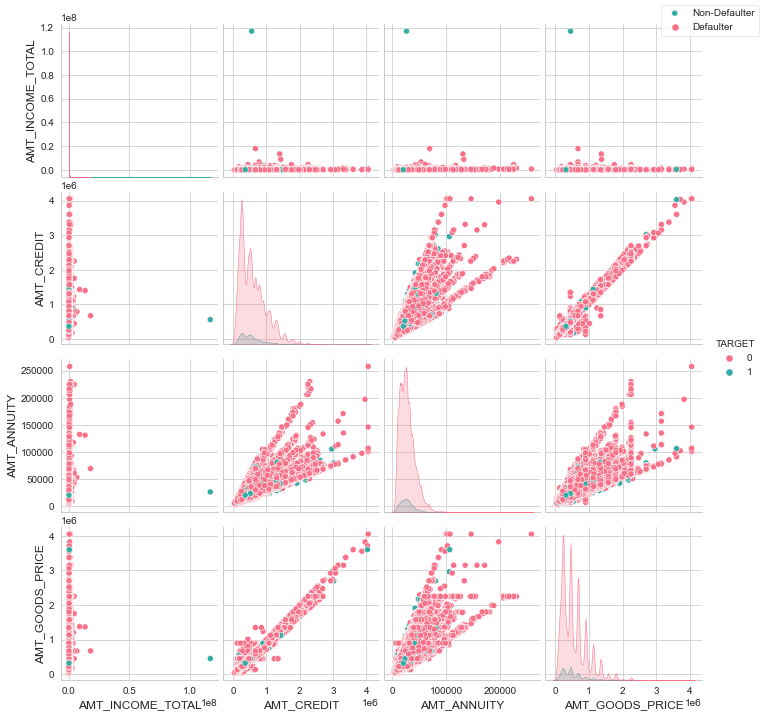 1e8
Non-Defaulter
Defaulter
1.2
1.0
0.8
0.6
0.4
0.2
0.0
AMT_INCOME_TOTAL
1e6
4
3
2
1
0
AMT_CREDIT
TARGET
0
1
250000
200000
150000
100000
50000
0
AMT_ANNUITY
1e6
4
3
2
1
0
AMT_GOODS_PRICE
0.0 0.5 1.0
1e8
AMT_INCOME_TOTAL
0 1 2 3 4
1e6
AMT_CREDIT
0 100000 200000
AMT_ANNUITY
0 1 2 3 4
1e6
AMT_GOODS_PRICE